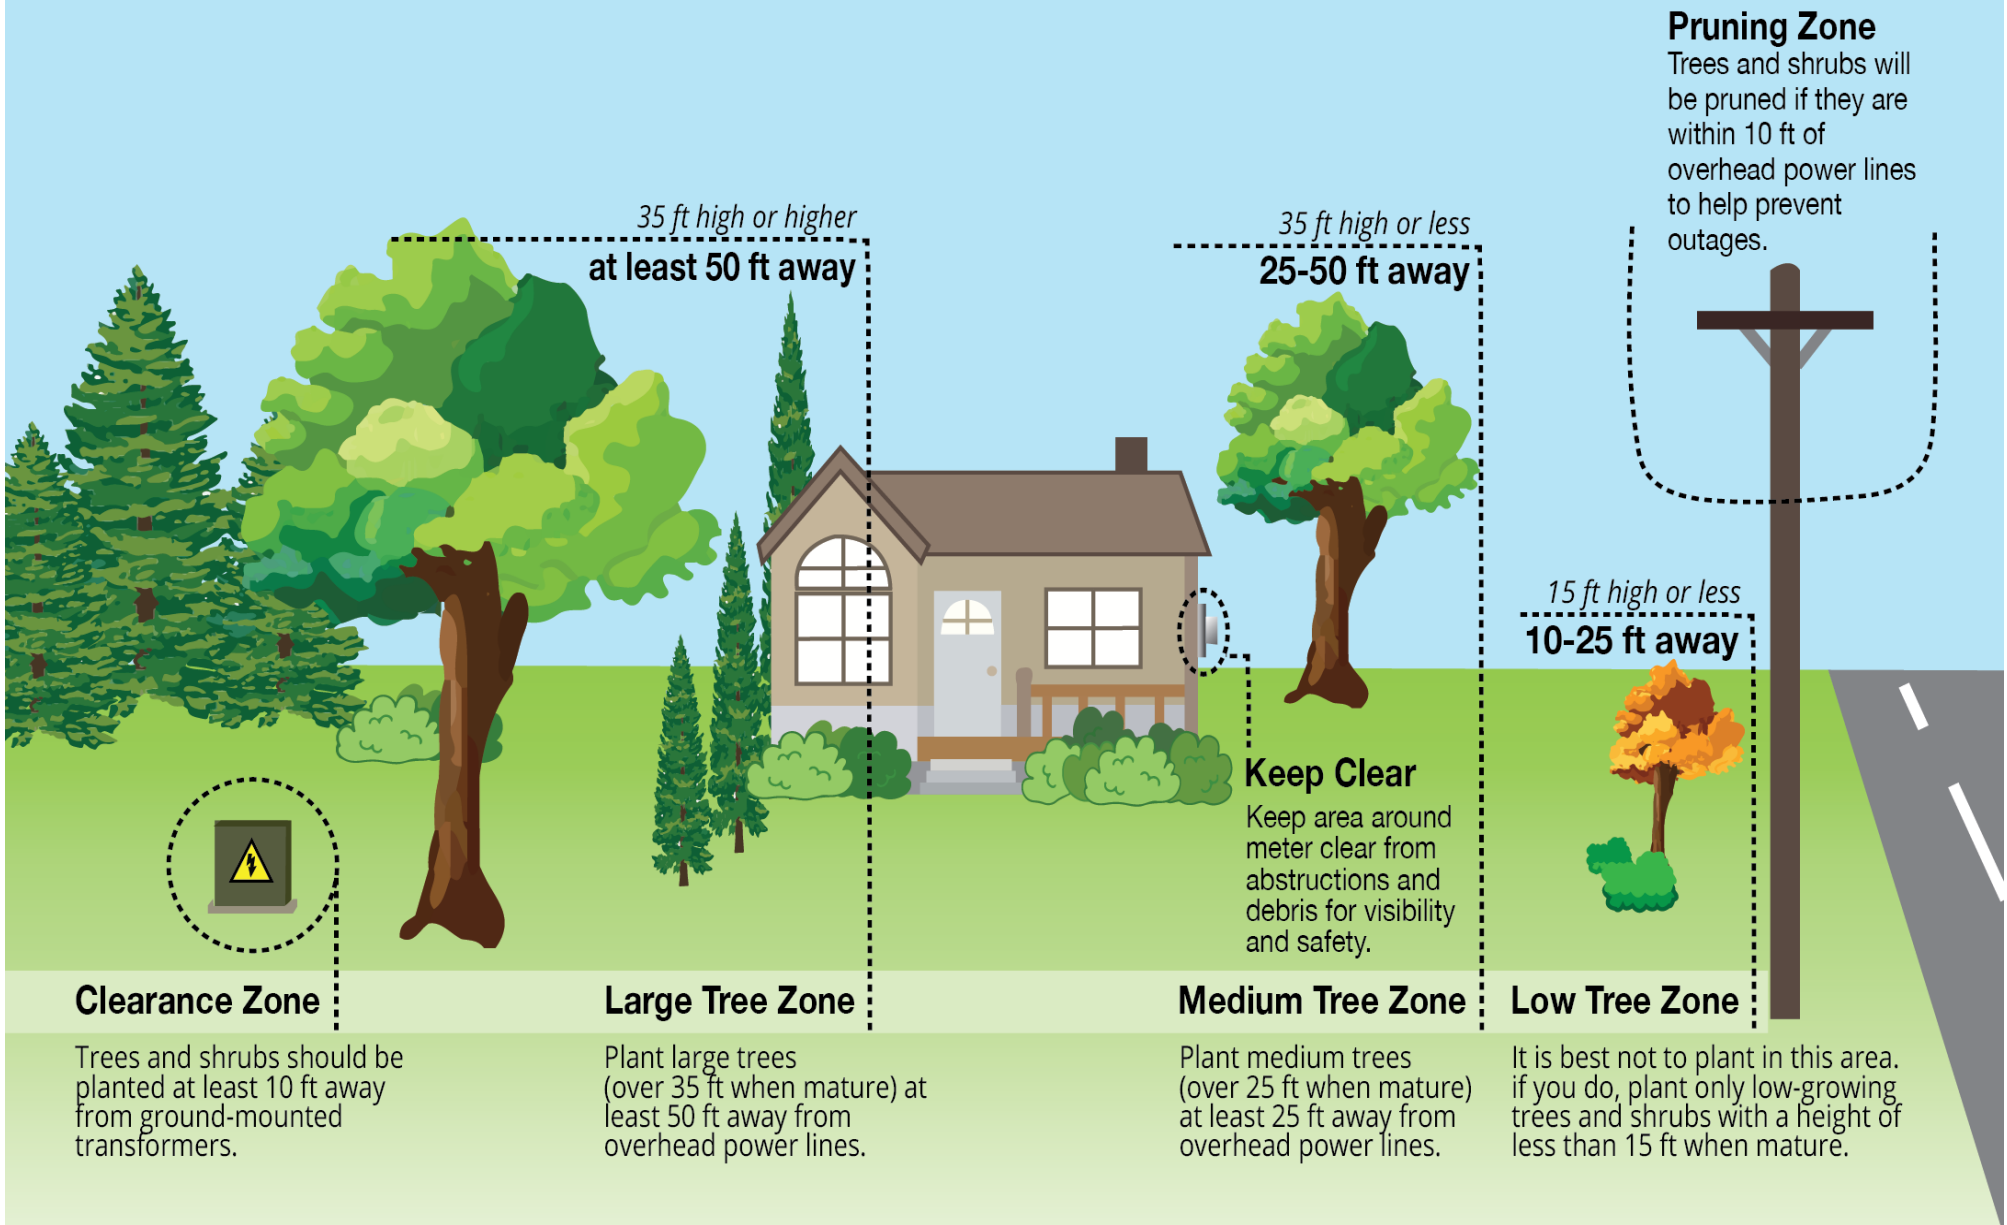 Pruning Zone
Trees and shrubs will
be pruned if they are
within 10 ft of
overhead power lines
to help prevent
outages.
35 ft high or higher
at least 50 ft away
35 ft high or less
25-50 ft away
15 ft high or less
10-25 ft away
Keep Clear
Keep area around
meter clear from
abstructions and
debris for visibility
and safety.
Clearance Zone
Trees and shrubs should be
planted at least 10 ft away
from ground-mounted
transformers.
Large Tree Zone
Plant large trees
(over 35 ft when mature) at
least 50 ft away from
overhead power lines.
Medium Tree Zone
Plant medium trees
(over 25 ft when mature)
at least 25 ft away from
overhead power lines.
Low Tree Zone
It is best not to plant in this area.
if you do, plant only low-growing
trees and shrubs with a height of
less than 15 ft when mature.